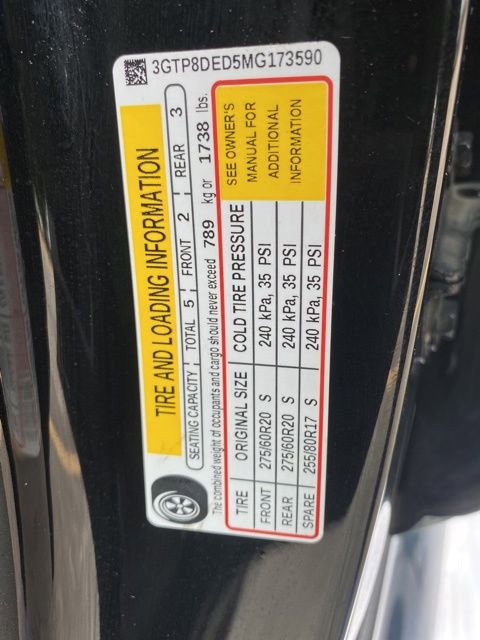 3GTP8DED5MG173590
TIRE AND LOADING INFORMATION
SEATING CAPACITY TOTAL 5 FRONT 2 REAR 3
The combined weight of occupants and cargo should never exceed 789 kg or 1738 lbs.
TIRE ORIGINAL SIZE COLD TIRE PRESSURE
FRONT 275/60R20 S 240 kPa, 35 PSI
REAR 275/60R20 S 240 kPa, 35 PSI
SPARE 255/80R17 S 240 kPa, 35 PSI
SEE OWNER'S
MANUAL FOR
ADDITIONAL
INFORMATION